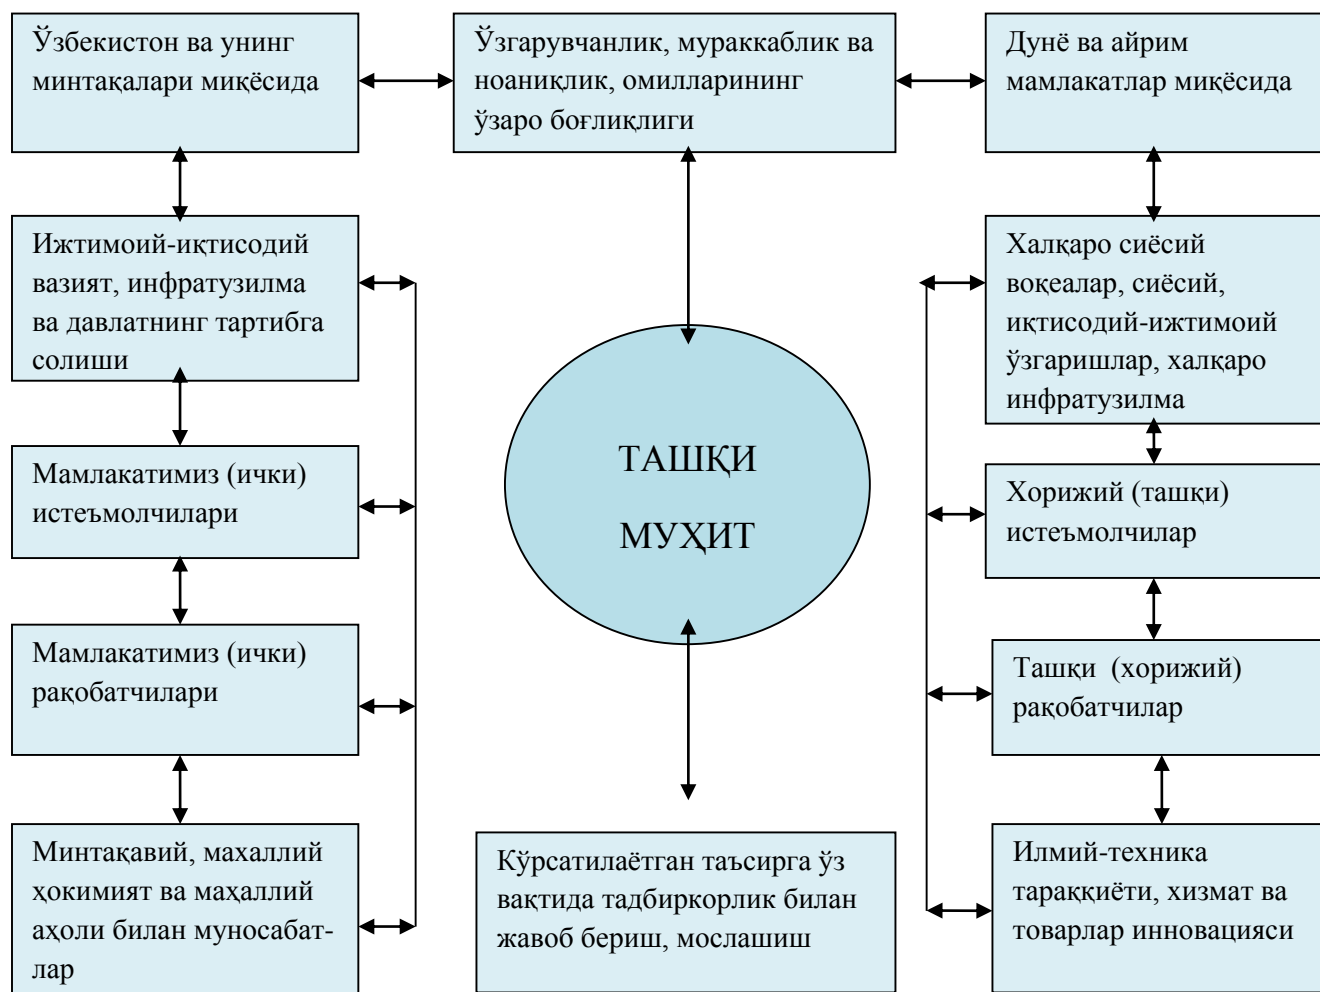 Ўзбекистон ва унинг
минтақалари миқёсида
Ўзгарувчанлик, мураккаблик ва
ноаниқлик, омилларининг
ўзаро боғлиқлиги
Дунё ва айрим
мамлакатлар миқёсида
Ижтимоий-иқтисодий
вазият, инфратузилма
ва давлатнинг тартибга
солиши
Мамлакатимиз (ички)
истеъмолчилари
Мамлакатимиз (ички)
рақобатчилари
Минтақавий, махаллий
ҳокимият ва маҳаллий
аҳоли билан муносабат-
лар
ТАШҚИ
МУҲИТ
Кўрсатилаётган таъсирга ўз
вақтида тадбиркорлик билан
жавоб бериш, мослашиш
Халқаро сиёсий
воқеалар, сиёсий,
иқтисодий-ижтимоий
ўзгаришлар, халқаро
инфратузилма
Хорижий (ташқи)
истеъмолчилар
Ташқи  (хорижий)
рақобатчилар
Илмий-техника
тараққиёти, хизмат ва
товарлар инновацияси